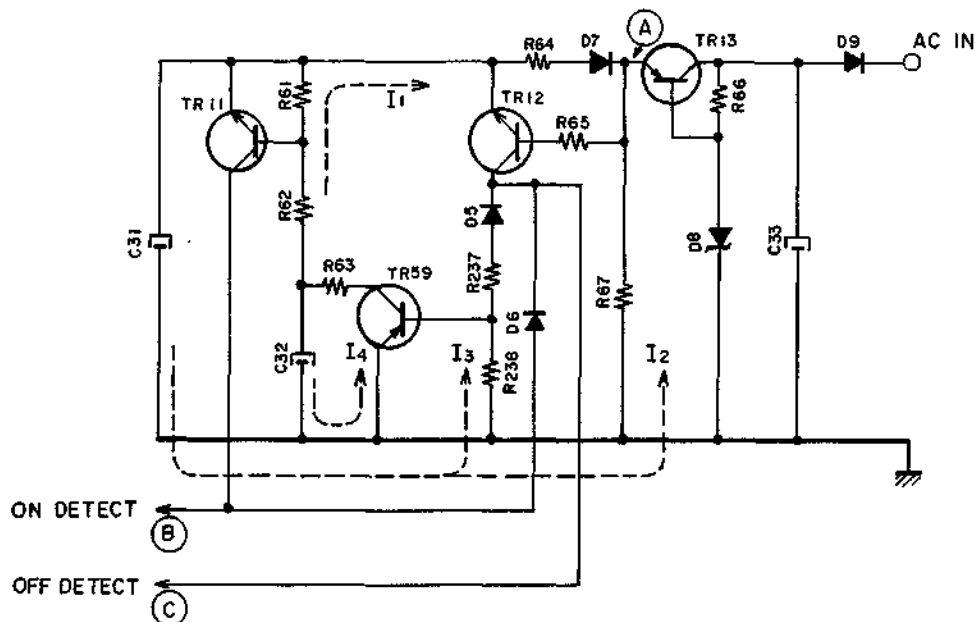 A
R64
D7
TR13
D9
AC IN
TR11
R61
I1
TR12
R65
R66
R62
C31
D5
D8
C33
R63
TR59
R237
D6
R67
C32
I4
I3
R238
I2
ON DETECT
B
OFF DETECT
C